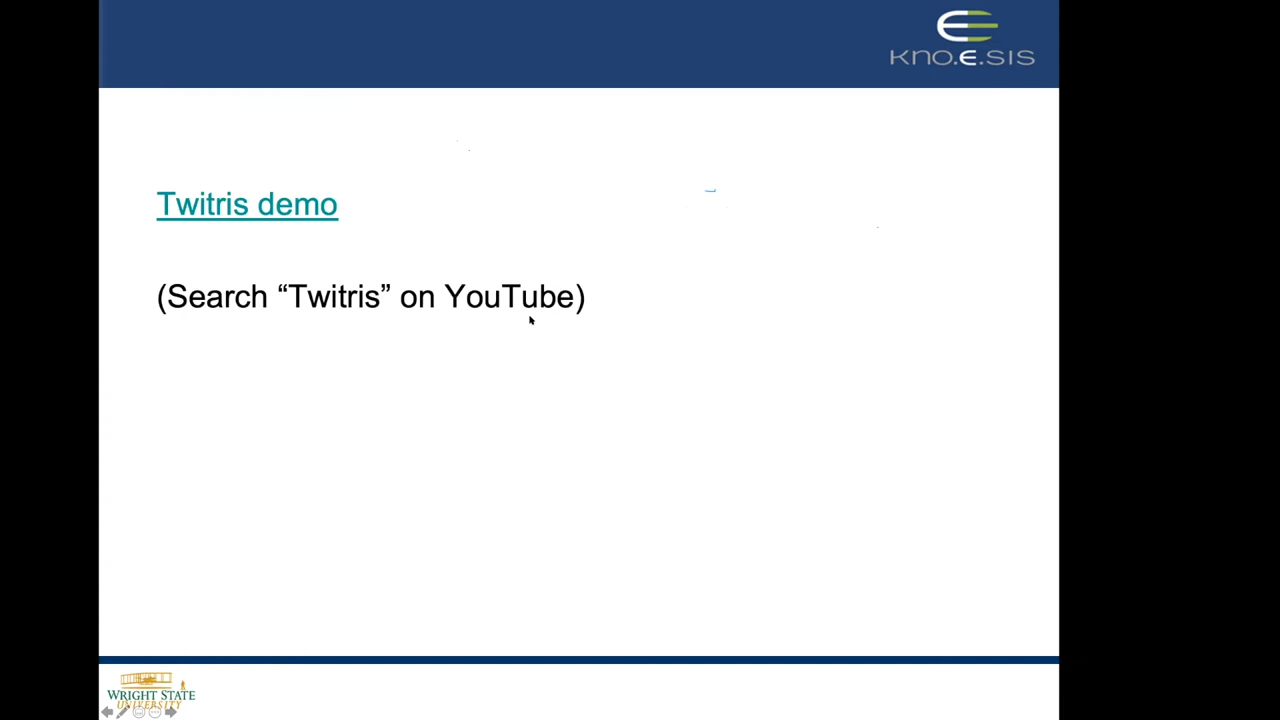 kno.e.sis
Twitris demo
(Search “Twitris” on YouTube)
WRIGHT STATE
UNIVERSITY